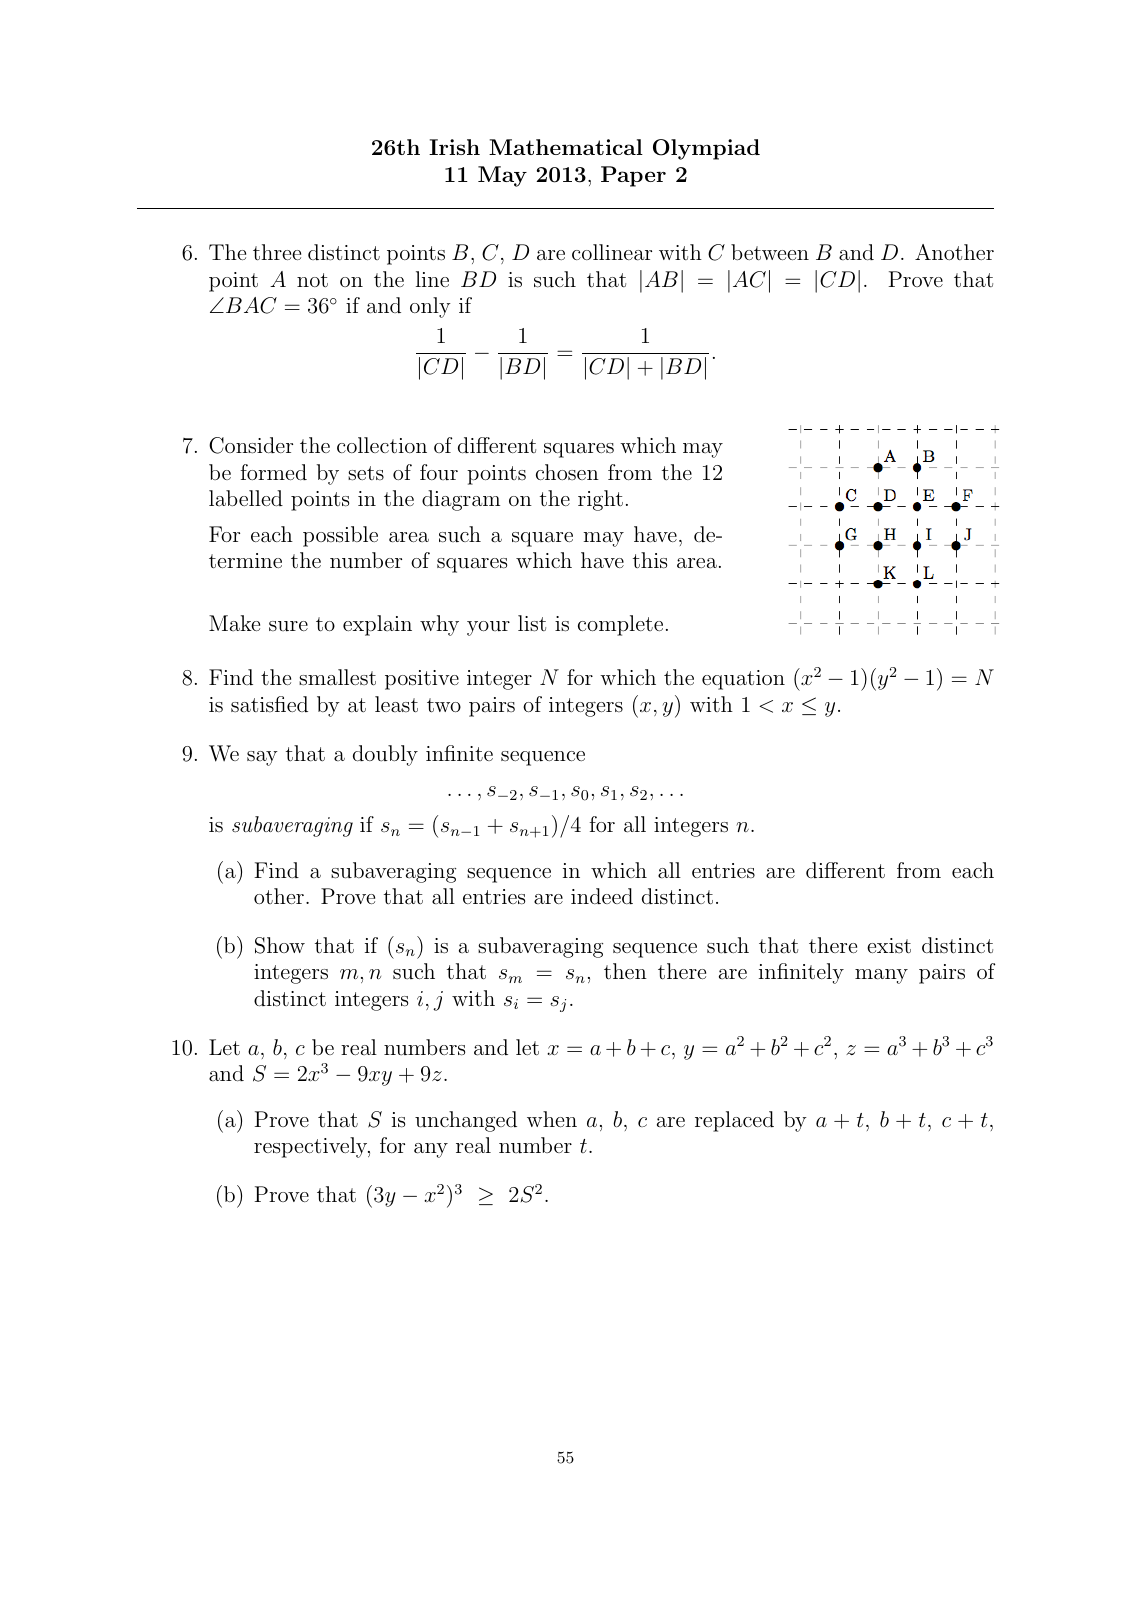 26th Irish Mathematical Olympiad
11 May 2013, Paper 2
6. The three distinct points B, C, D are collinear with C between B and D. Another
point A not on the line BD is such that |AB| = |AC| = |CD|. Prove that
∠BAC = 36° if and only if
1/|CD| − 1/|BD| = 1/(|CD| + |BD|).
7. Consider the collection of different squares which may
be formed by sets of four points chosen from the 12
labelled points in the diagram on the right.
For each possible area such a square may have, de-
termine the number of squares which have this area.
Make sure to explain why your list is complete.
A B
C D E F
G H I J
K L
8. Find the smallest positive integer N for which the equation (x² − 1)(y² − 1) = N
is satisfied by at least two pairs of integers (x, y) with 1 < x ≤ y.
9. We say that a doubly infinite sequence
. . . , s₋₂, s₋₁, s₀, s₁, s₂, . . .
is subaveraging if sₙ = (sₙ₋₁ + sₙ₊₁)/4 for all integers n.
(a) Find a subaveraging sequence in which all entries are different from each
other. Prove that all entries are indeed distinct.
(b) Show that if (sₙ) is a subaveraging sequence such that there exist distinct
integers m, n such that sₘ = sₙ, then there are infinitely many pairs of
distinct integers i, j with sᵢ = sⱼ.
10. Let a, b, c be real numbers and let x = a + b + c, y = a² + b² + c², z = a³ + b³ + c³
and S = 2x³ − 9xy + 9z.
(a) Prove that S is unchanged when a, b, c are replaced by a + t, b + t, c + t,
respectively, for any real number t.
(b) Prove that (3y − x²)³ ≥ 2S².
55